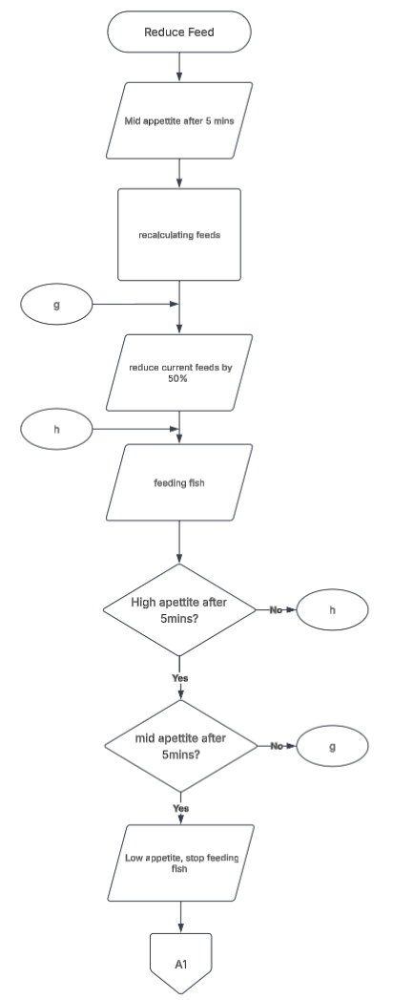 Reduce Feed
Mid appettite after 5 mins
recalculating feeds
g
reduce current feeds by
50%
h
feeding fish
High apettite after
5mins?
No
h
Yes
mid apettite after
5mins?
No
g
Yes
Low appetite, stop feeding
fish
A1